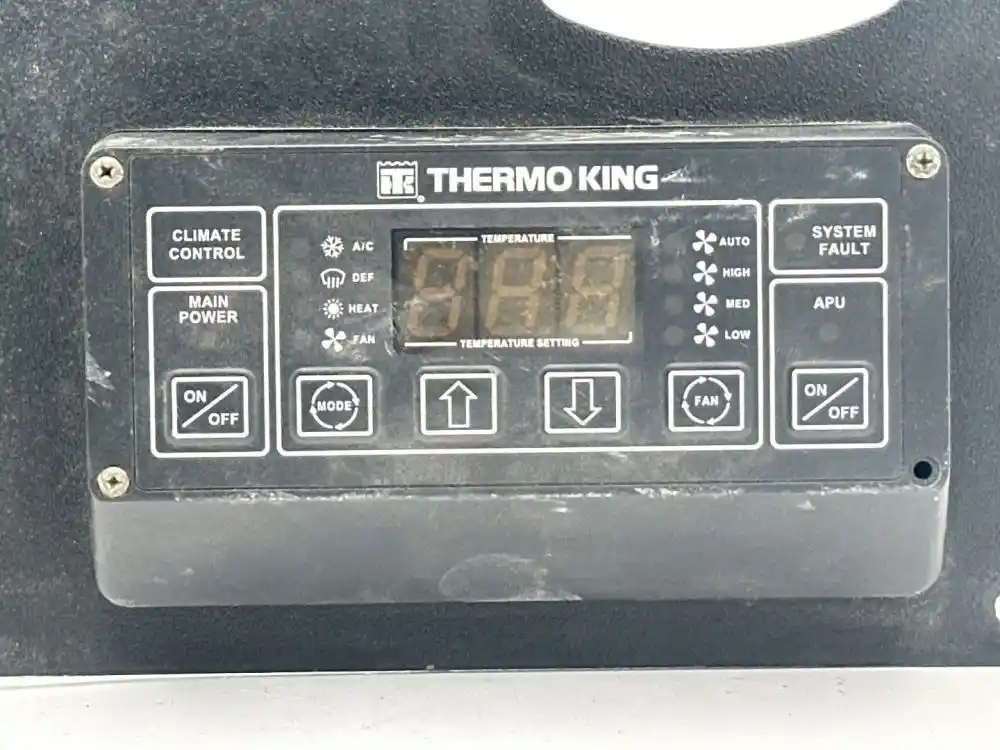 THERMO KING
CLIMATE
CONTROL
MAIN
POWER
ON
OFF
A/C
DEF
HEAT
FAN
TEMPERATURE
TEMPERATURE SETTING
AUTO
HIGH
MED
LOW
MODE
FAN
SYSTEM
FAULT
APU
ON
OFF